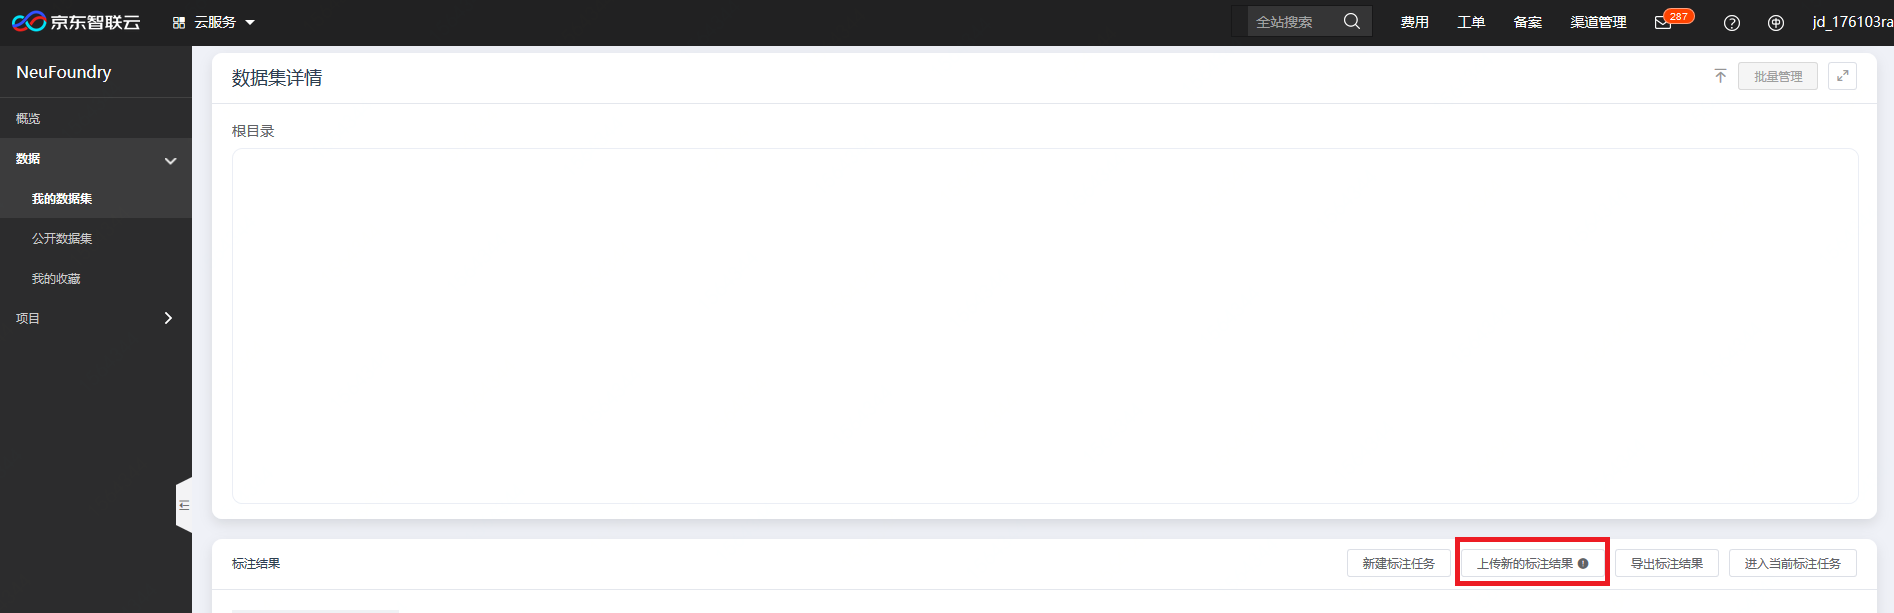 京东智联云 云服务 全站搜索 费用 工单 备案 渠道管理 287 jd_176103ra
NeuFoundry
概览
数据
我的数据集
公开数据集
我的收藏
项目
数据集详情 批量管理
根目录
标注结果 新建标注任务 上传新的标注结果 导出标注结果 进入当前标注任务